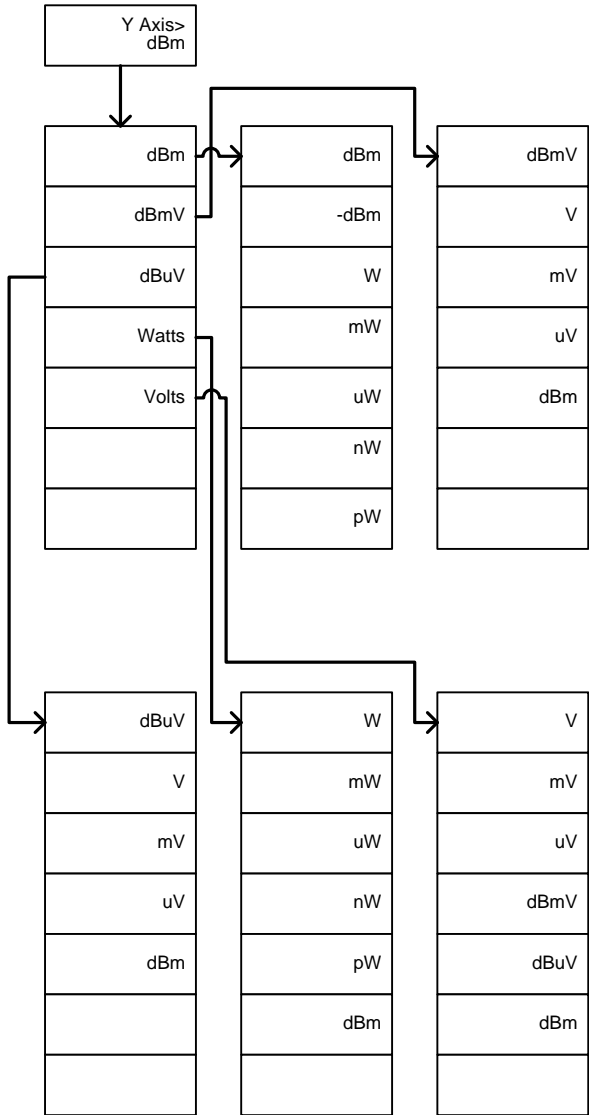 Y Axis>
dBm
dBm
dBmV
dBuV
Watts
Volts
dBm
-dBm
W
mW
uW
nW
pW
dBmV
V
mV
uV
dBm
dBuV
V
mV
uV
dBm
W
mW
uW
nW
pW
dBm
V
mV
uV
dBmV
dBuV
dBm